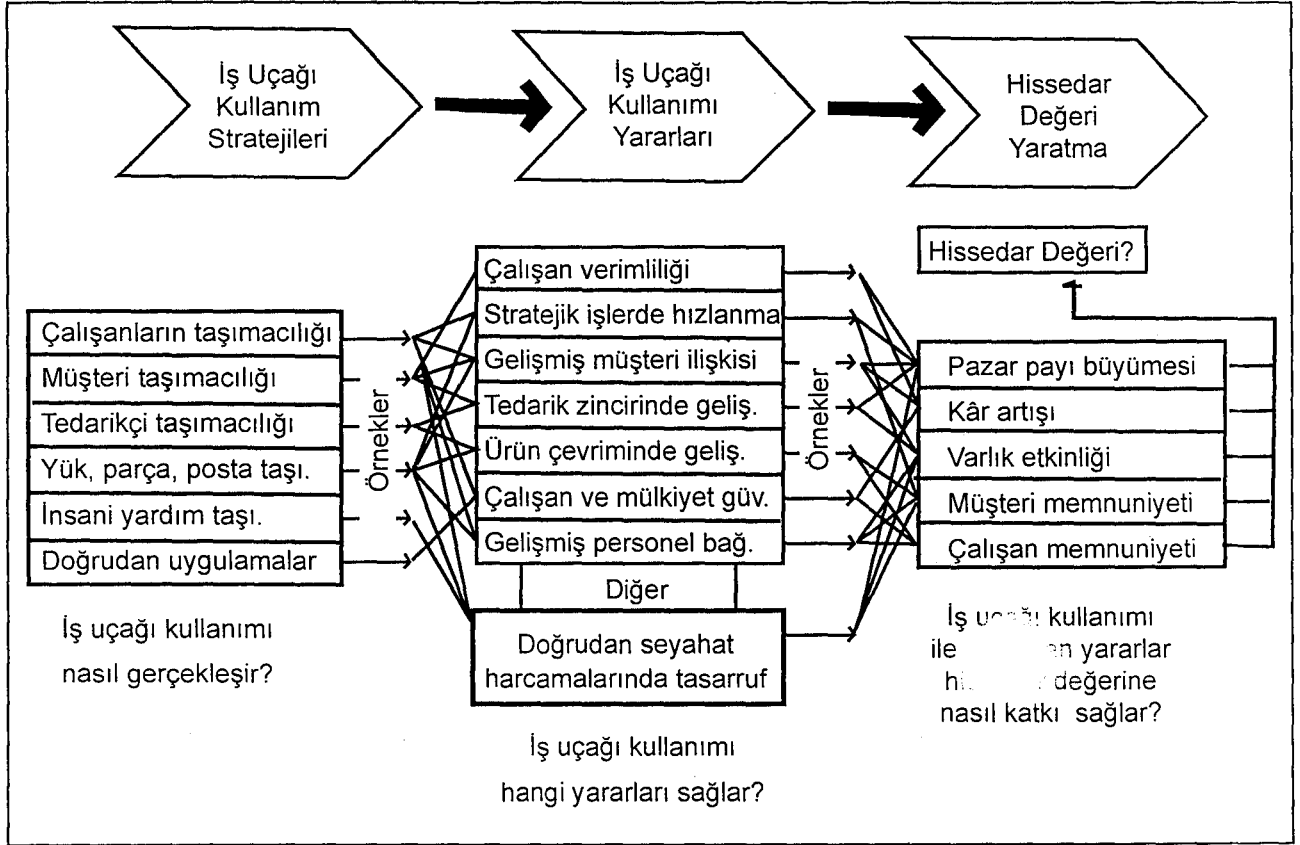 İş Uçağı
Kullanım
Stratejileri
İş Uçağı
Kullanımı
Yararları
Hissedar
Değeri
Yaratma
Çalışanların taşımacılığı
Müşteri taşımacılığı
Tedarikçi taşımacılığı
Yük, parça, posta taşı.
İnsani yardım taşı.
Doğrudan uygulamalar
İş uçağı kullanımı
nasıl gerçekleşir?
Örnekler
Çalışan verimliliği
Stratejik işlerde hızlanma
Gelişmiş müşteri ilişkisi
Tedarik zincirinde geliş.
Ürün çevriminde geliş.
Çalışan ve mülkiyet güv.
Gelişmiş personel bağ.
Diğer
Doğrudan seyahat
harcamalarında tasarruf
İş uçağı kullanımı
hangi yararları sağlar?
Örnekler
Hissedar Değeri?
Pazar payı büyümesi
Kâr artışı
Varlık etkinliği
Müşteri memnuniyeti
Çalışan memnuniyeti
İş kullanımı
ile yararlar
değerine
nasıl katkı sağlar?